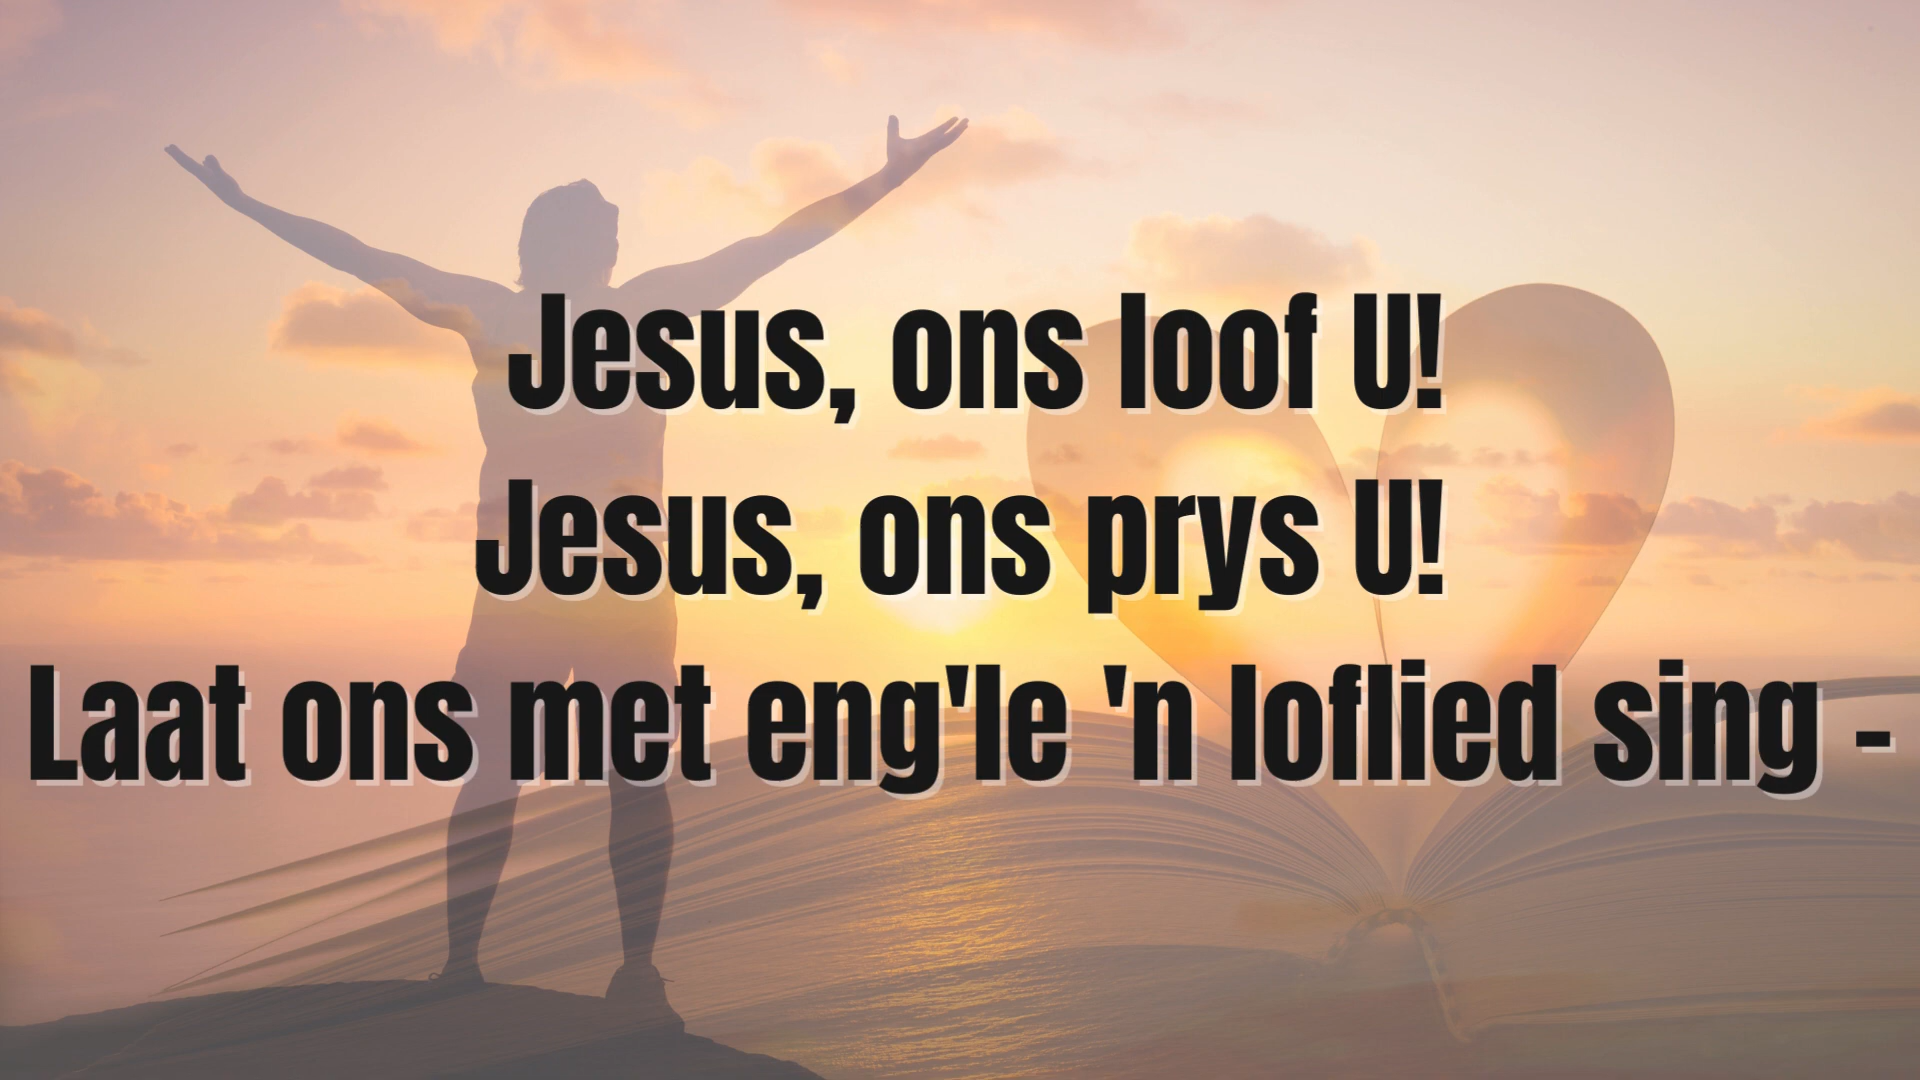 Jesus, ons loof U!
Jesus, ons prys U!
Laat ons met eng'le 'n loflied sing -